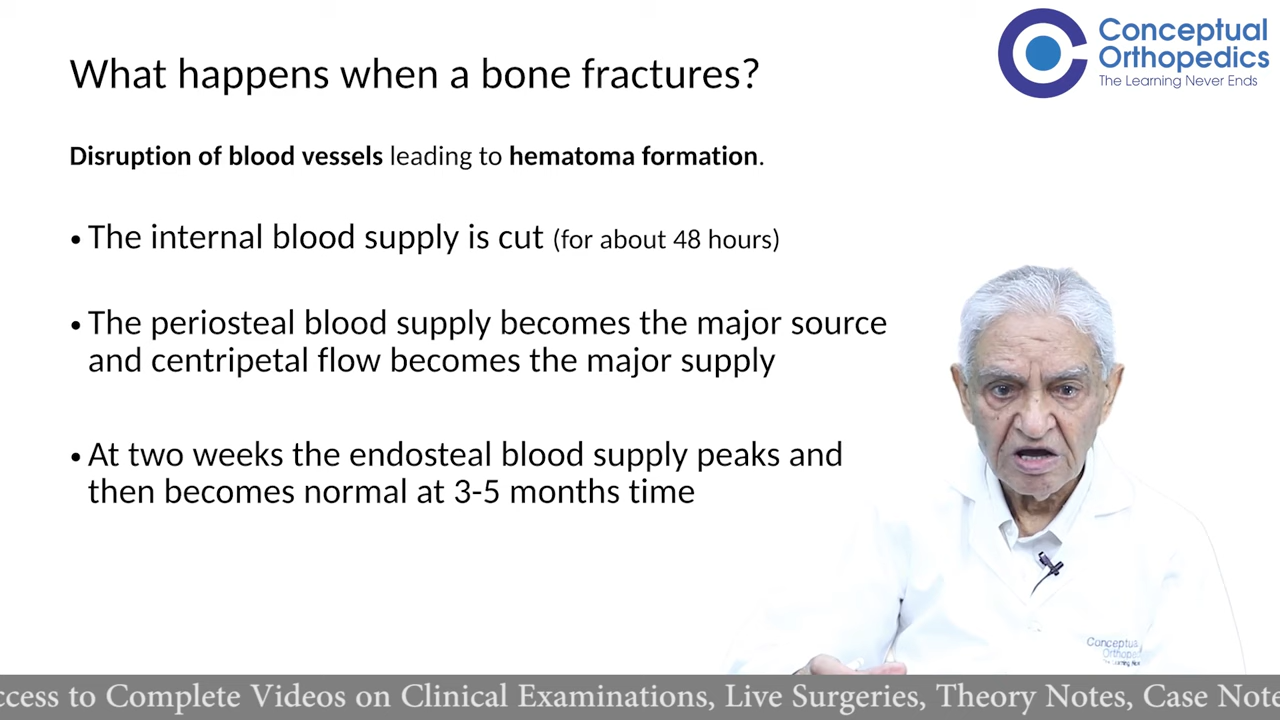 Conceptual
Orthopedics
The Learning Never Ends
What happens when a bone fractures?
Disruption of blood vessels leading to hematoma formation.
• The internal blood supply is cut (for about 48 hours)
• The periosteal blood supply becomes the major source
and centripetal flow becomes the major supply
• At two weeks the endosteal blood supply peaks and
then becomes normal at 3-5 months time
Conceptua
Orthope
ccess to Complete Videos on Clinical Examinations, Live Surgeries, Theory Notes, Case Note